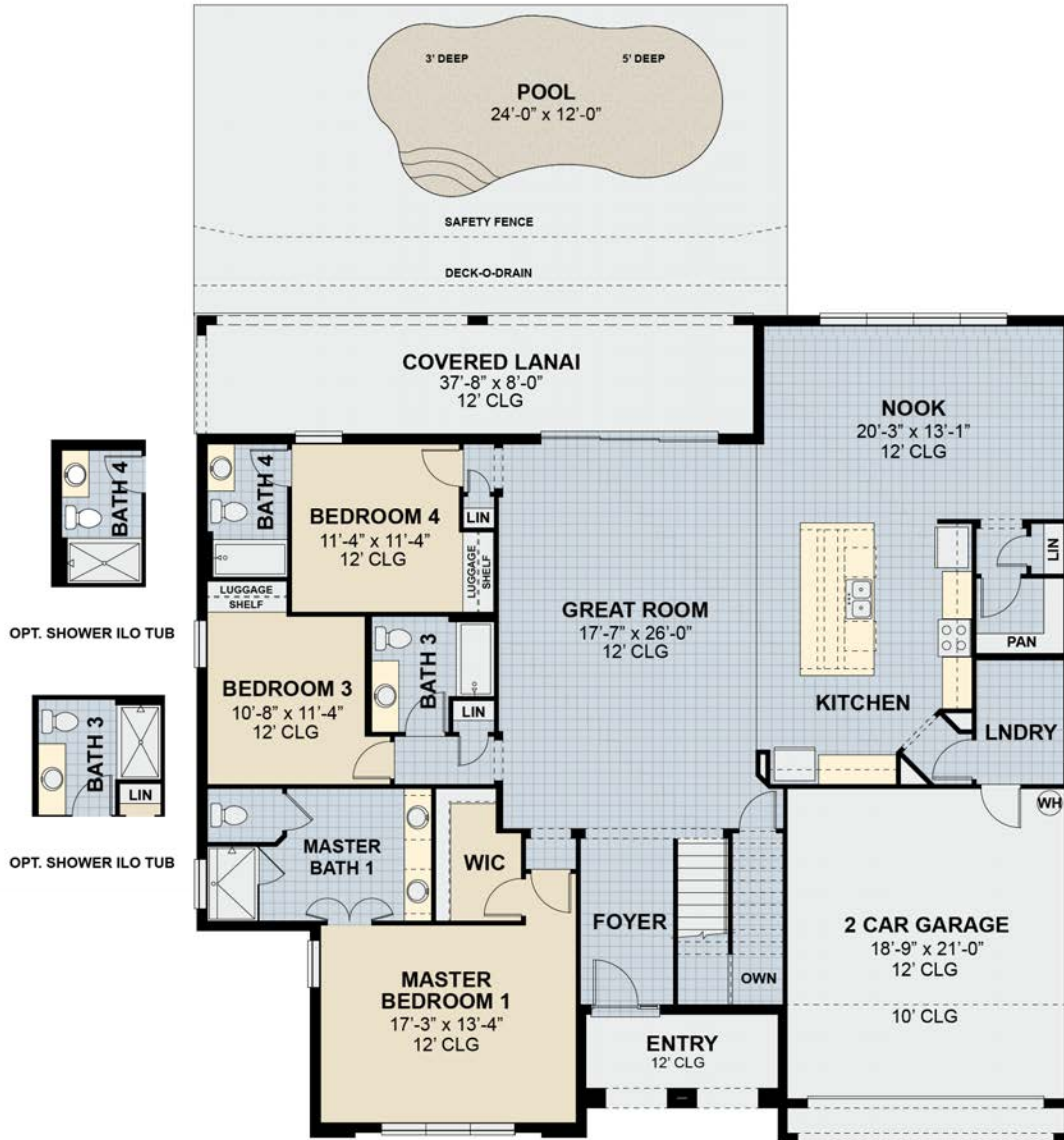 3' DEEP
5' DEEP
POOL
24'-0" x 12'-0"
SAFETY FENCE
DECK-O-DRAIN
COVERED LANAI
37'-8" x 8'-0"
12' CLG
NOOK
20'-3" x 13'-1"
12' CLG
BATH 4
OPT. SHOWER ILO TUB
BATH 4
BEDROOM 4
11'-4" x 11'-4"
12' CLG
LIN
LUGGAGE
SHELF
LUGGAGE
SHELF
GREAT ROOM
17'-7" x 26'-0"
12' CLG
LIN
PAN
KITCHEN
LNDRY
BATH 3
LIN
OPT. SHOWER ILO TUB
BEDROOM 3
10'-8" x 11'-4"
12' CLG
BATH 3
LIN
MASTER
BATH 1
WIC
WH
FOYER
OWN
2 CAR GARAGE
18'-9" x 21'-0"
12' CLG
10' CLG
MASTER
BEDROOM 1
17'-3" x 13'-4"
12' CLG
ENTRY
12' CLG